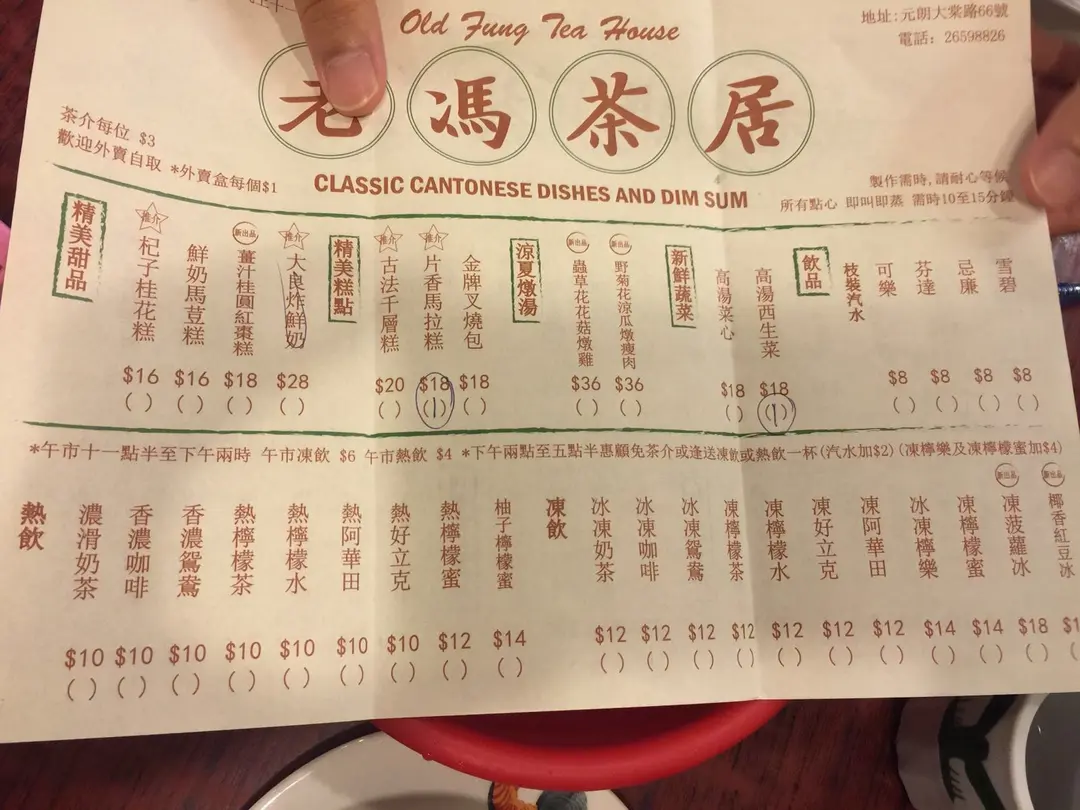 Old Fung Tea House
老馮茶居
地址:元朗大棠路66號
電話: 26598826
茶介每位 $3
歡迎外賣自取 *外賣盒每個$1
CLASSIC CANTONESE DISHES AND DIM SUM
製作需時,請耐心等候
所有點心 即叫即蒸 需時10至15分鐘
精美甜品
推介 杞子桂花糕 $16 ( )
鮮奶馬荳糕 $16 ( )
新出品 薑汁桂圓紅棗糕 $18 ( )
推介 大良炸鮮奶 $28 ( )
精美糕點
推介 古法千層糕 $20 ( )
推介 片香馬拉糕 $18 (1)
金牌叉燒包 $18 ( )
涼夏燉湯
新出品 蟲草花花菇燉雞 $36 ( )
新出品 野菊花涼瓜燉瘦肉 $36 ( )
新鮮蔬菜
高湯菜心 $18 ( )
高湯西生菜 $18 (1)
飲品
枝裝汽水
可樂 $8 ( )
芬達 $8 ( )
忌廉 $8 ( )
雪碧 $8 ( )
*午市十一點半至下午兩時 午市凍飲 $6 午市熱飲 $4 *下午兩點至五點半惠顧免茶介或逢送凍飲或熱飲一杯(汽水加$2)(凍檸樂及凍檸檬蜜加$4)
熱飲
濃滑奶茶 $10 ( )
香濃咖啡 $10 ( )
香濃鴛鴦 $10 ( )
熱檸檬茶 $10 ( )
熱檸檬水 $10 ( )
熱阿華田 $10 ( )
熱好立克 $10 ( )
熱檸檬蜜 $12 ( )
柚子檸檬蜜 $14 ( )
凍飲
冰凍奶茶 $12 ( )
冰凍咖啡 $12 ( )
冰凍鴛鴦 $12 ( )
凍檸檬茶 $12 ( )
凍檸檬水 $12 ( )
凍好立克 $12 ( )
凍阿華田 $12 ( )
冰凍檸樂 $14 ( )
凍檸檬蜜 $14 ( )
新出品 凍菠蘿冰 $18 ( )
新出品 椰香紅豆冰